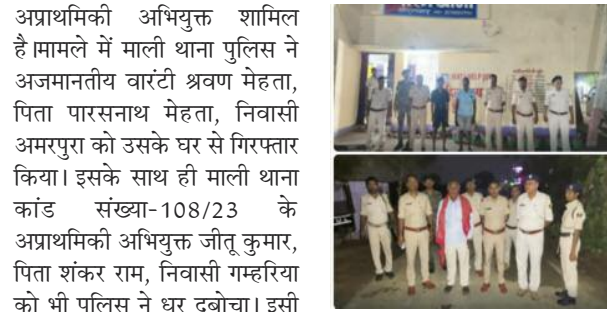 अप्राथमिकी अभियुक्त शामिल
है।मामले में माली थाना पुलिस ने
अजमानतीय वारंटी श्रवण मेहता,
पिता पारसनाथ मेहता, निवासी
अमरपुरा को उसके घर से गिरफ्तार
किया। इसके साथ ही माली थाना
कांड संख्या-108/23 के
अप्राथमिकी अभियुक्त जीतू कुमार,
पिता शंकर राम, निवासी गम्हरिया
को भी पुलिस ने धर दबोचा। इसी